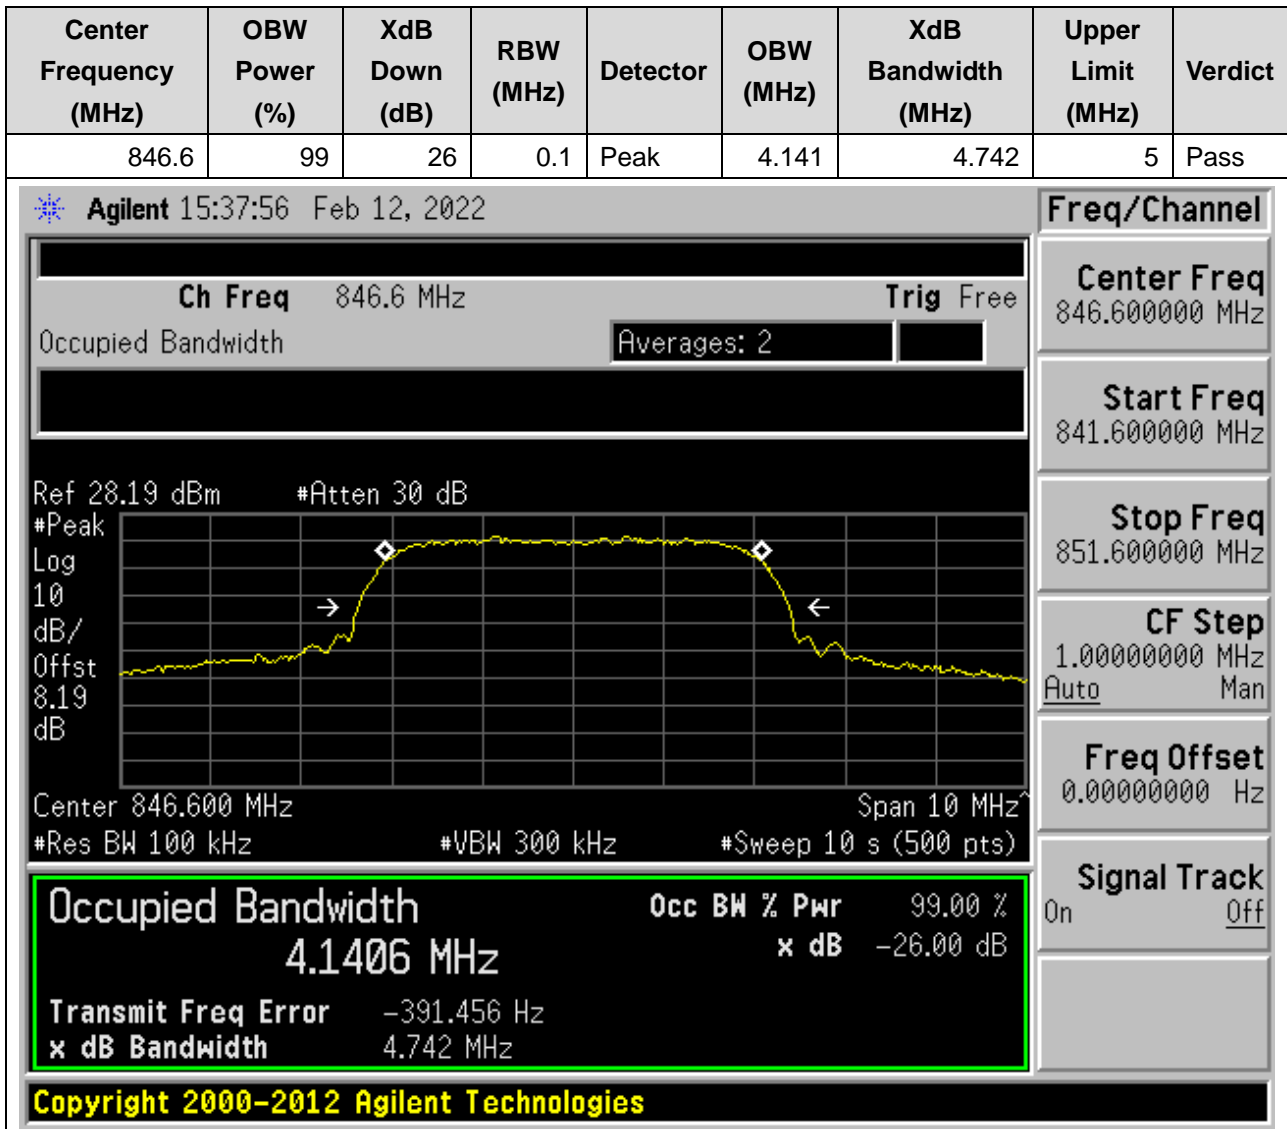 Center Frequency (MHz) OBW Power (%) XdB Down (dB) RBW (MHz) Detector OBW (MHz) XdB Bandwidth (MHz) Upper Limit (MHz) Verdict
846.6 99 26 0.1 Peak 4.141 4.742 5 Pass
Agilent 15:37:56 Feb 12, 2022
Ch Freq 846.6 MHz Trig Free
Occupied Bandwidth Averages: 2
Ref 28.19 dBm #Atten 30 dB
#Peak
Log
10
dB/
Offst
8.19
dB
Center 846.600 MHz Span 10 MHz^
#Res BW 100 kHz #VBW 300 kHz #Sweep 10 s (500 pts)
Occupied Bandwidth Occ BW % Pwr 99.00 %
4.1406 MHz x dB -26.00 dB
Transmit Freq Error -391.456 Hz
x dB Bandwidth 4.742 MHz
Copyright 2000-2012 Agilent Technologies
Freq/Channel
Center Freq
846.600000 MHz
Start Freq
841.600000 MHz
Stop Freq
851.600000 MHz
CF Step
1.00000000 MHz
Auto Man
Freq Offset
0.00000000 Hz
Signal Track
On Off